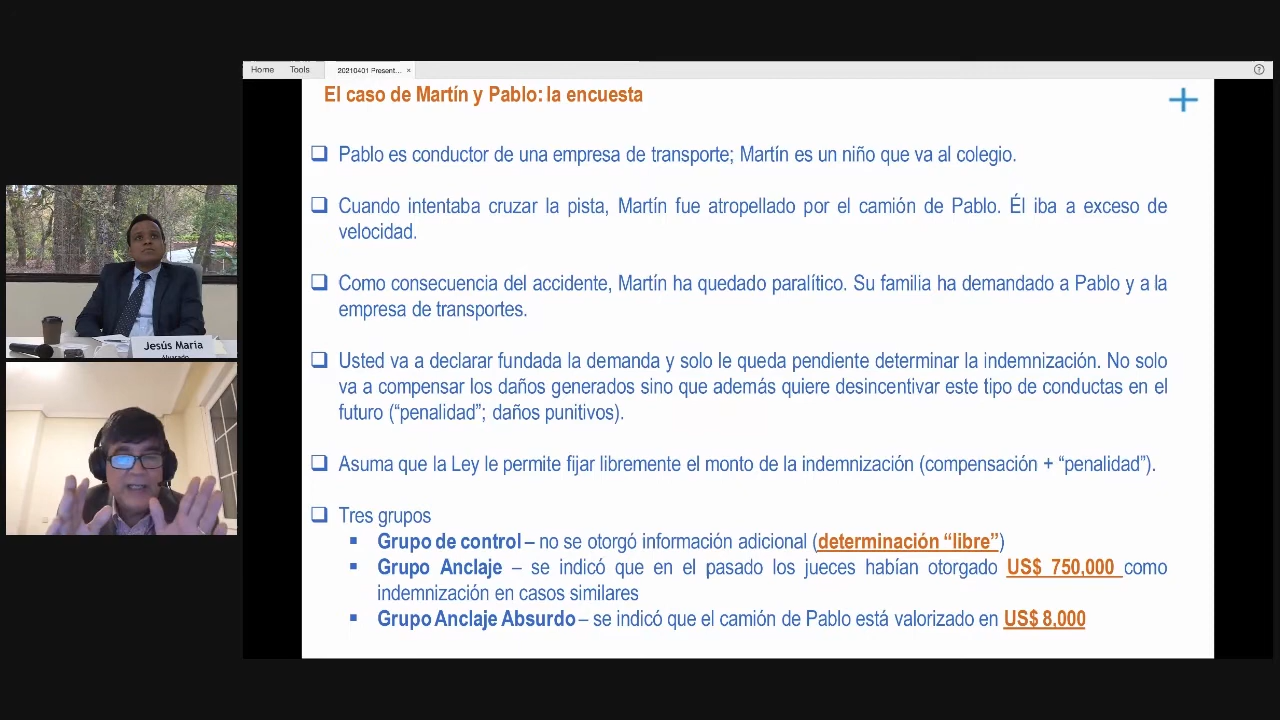 Home Tools 20210401 Present... ×
El caso de Martín y Pablo: la encuesta
Pablo es conductor de una empresa de transporte; Martín es un niño que va al colegio.
Cuando intentaba cruzar la pista, Martín fue atropellado por el camión de Pablo. Él iba a exceso de
velocidad.
Como consecuencia del accidente, Martín ha quedado paralítico. Su familia ha demandado a Pablo y a la
empresa de transportes.
Usted va a declarar fundada la demanda y solo le queda pendiente determinar la indemnización. No solo
va a compensar los daños generados sino que además quiere desincentivar este tipo de conductas en el
futuro (“penalidad”; daños punitivos).
Asuma que la Ley le permite fijar libremente el monto de la indemnización (compensación + “penalidad”).
Tres grupos
Grupo de control – no se otorgó información adicional (determinación “libre”)
Grupo Anclaje – se indicó que en el pasado los jueces habían otorgado US$ 750,000 como
indemnización en casos similares
Grupo Anclaje Absurdo – se indicó que el camión de Pablo está valorizado en US$ 8,000
Jesús María
Alvarado